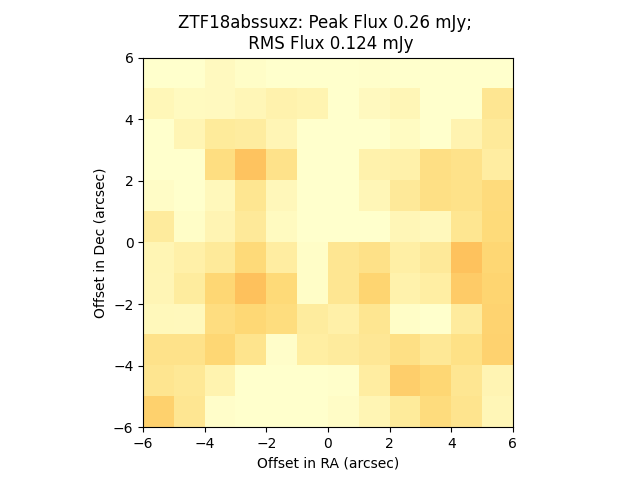 ZTF18abssuxz: Peak Flux 0.26 mJy;
RMS Flux 0.124 mJy
6
4
2
0
−2
−4
−6
Offset in Dec (arcsec)
−6 −4 −2 0 2 4 6
Offset in RA (arcsec)